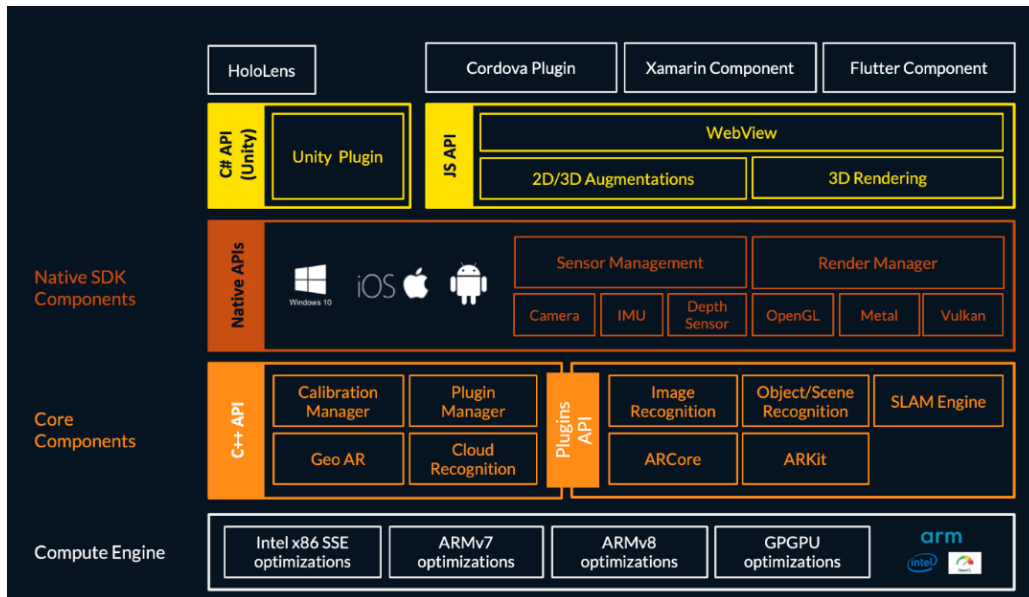 HoloLens
Cordova Plugin
Xamarin Component
Flutter Component
C# API
(Unity)
Unity Plugin
JS API
WebView
2D/3D Augmentations
3D Rendering
Native SDK
Components
Native APIs
Windows 10
iOS
Sensor Management
Render Manager
Camera
IMU
Depth
Sensor
OpenGL
Metal
Vulkan
Core
Components
C++ API
Calibration
Manager
Plugin
Manager
Geo AR
Cloud
Recognition
Plugins
API
Image
Recognition
Object/Scene
Recognition
SLAM Engine
ARCore
ARKit
Compute Engine
Intel x86 SSE
optimizations
ARMv7
optimizations
ARMv8
optimizations
GPGPU
optimizations
arm
intel